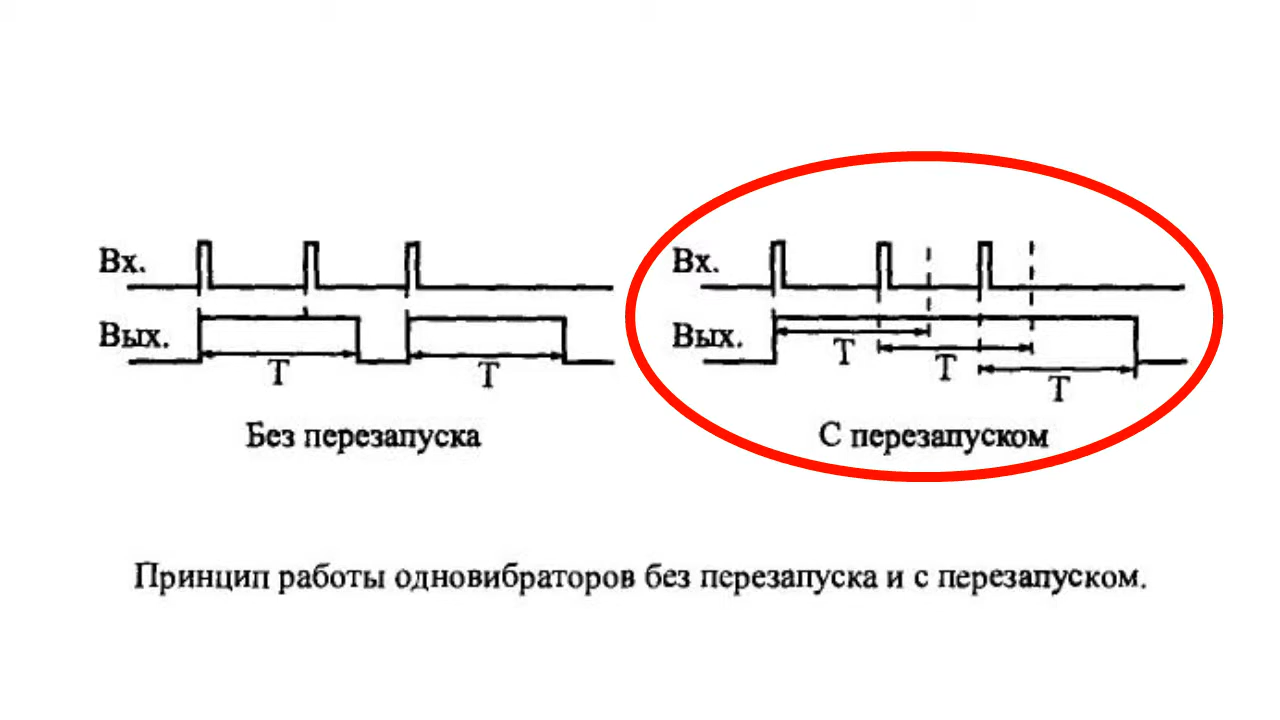 Вх.
Вых.
T
T
Без перезапуска
Вх.
Вых.
T
T
T
С перезапуском
Принцип работы одновибраторов без перезапуска и с перезапуском.